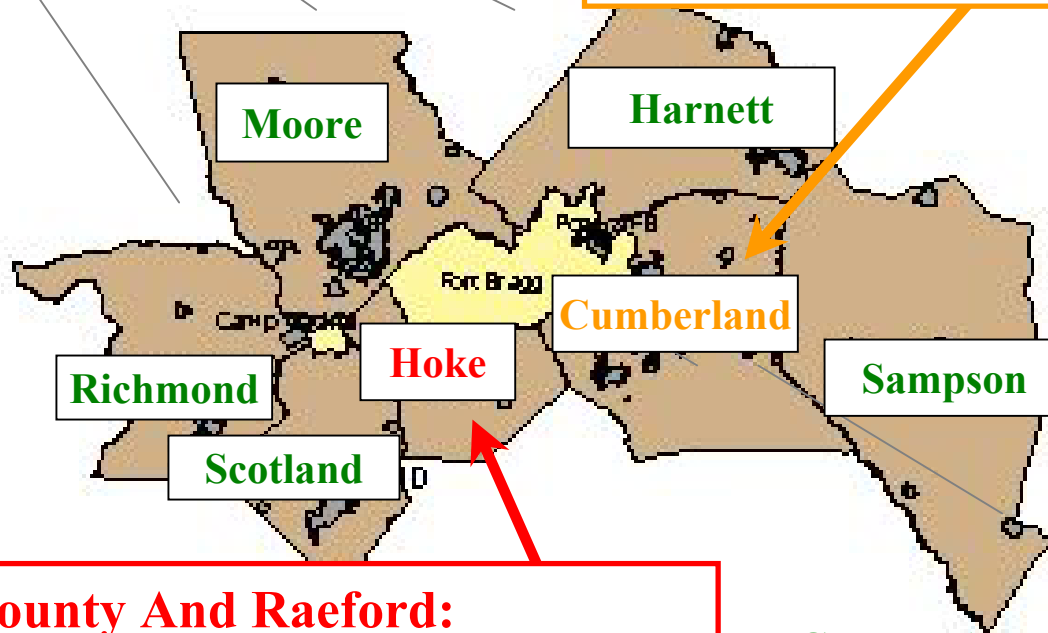 Harnett
Moore
Fort Bragg
Cumberland
Hoke
Sampson
Richmond
Scotland
ounty And Raeford: